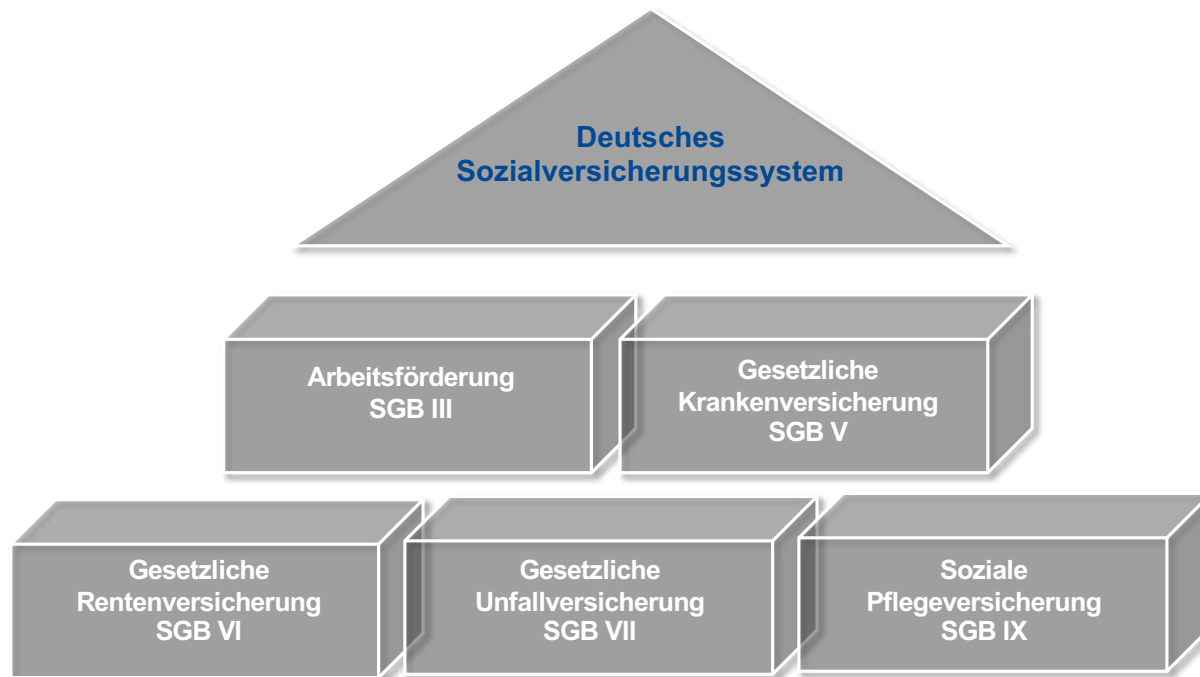 Deutsches
Sozialversicherungssystem
Arbeitsförderung
SGB III
Gesetzliche
Krankenversicherung
SGB V
Gesetzliche
Rentenversicherung
SGB VI
Gesetzliche
Unfallversicherung
SGB VII
Soziale
Pflegeversicherung
SGB IX